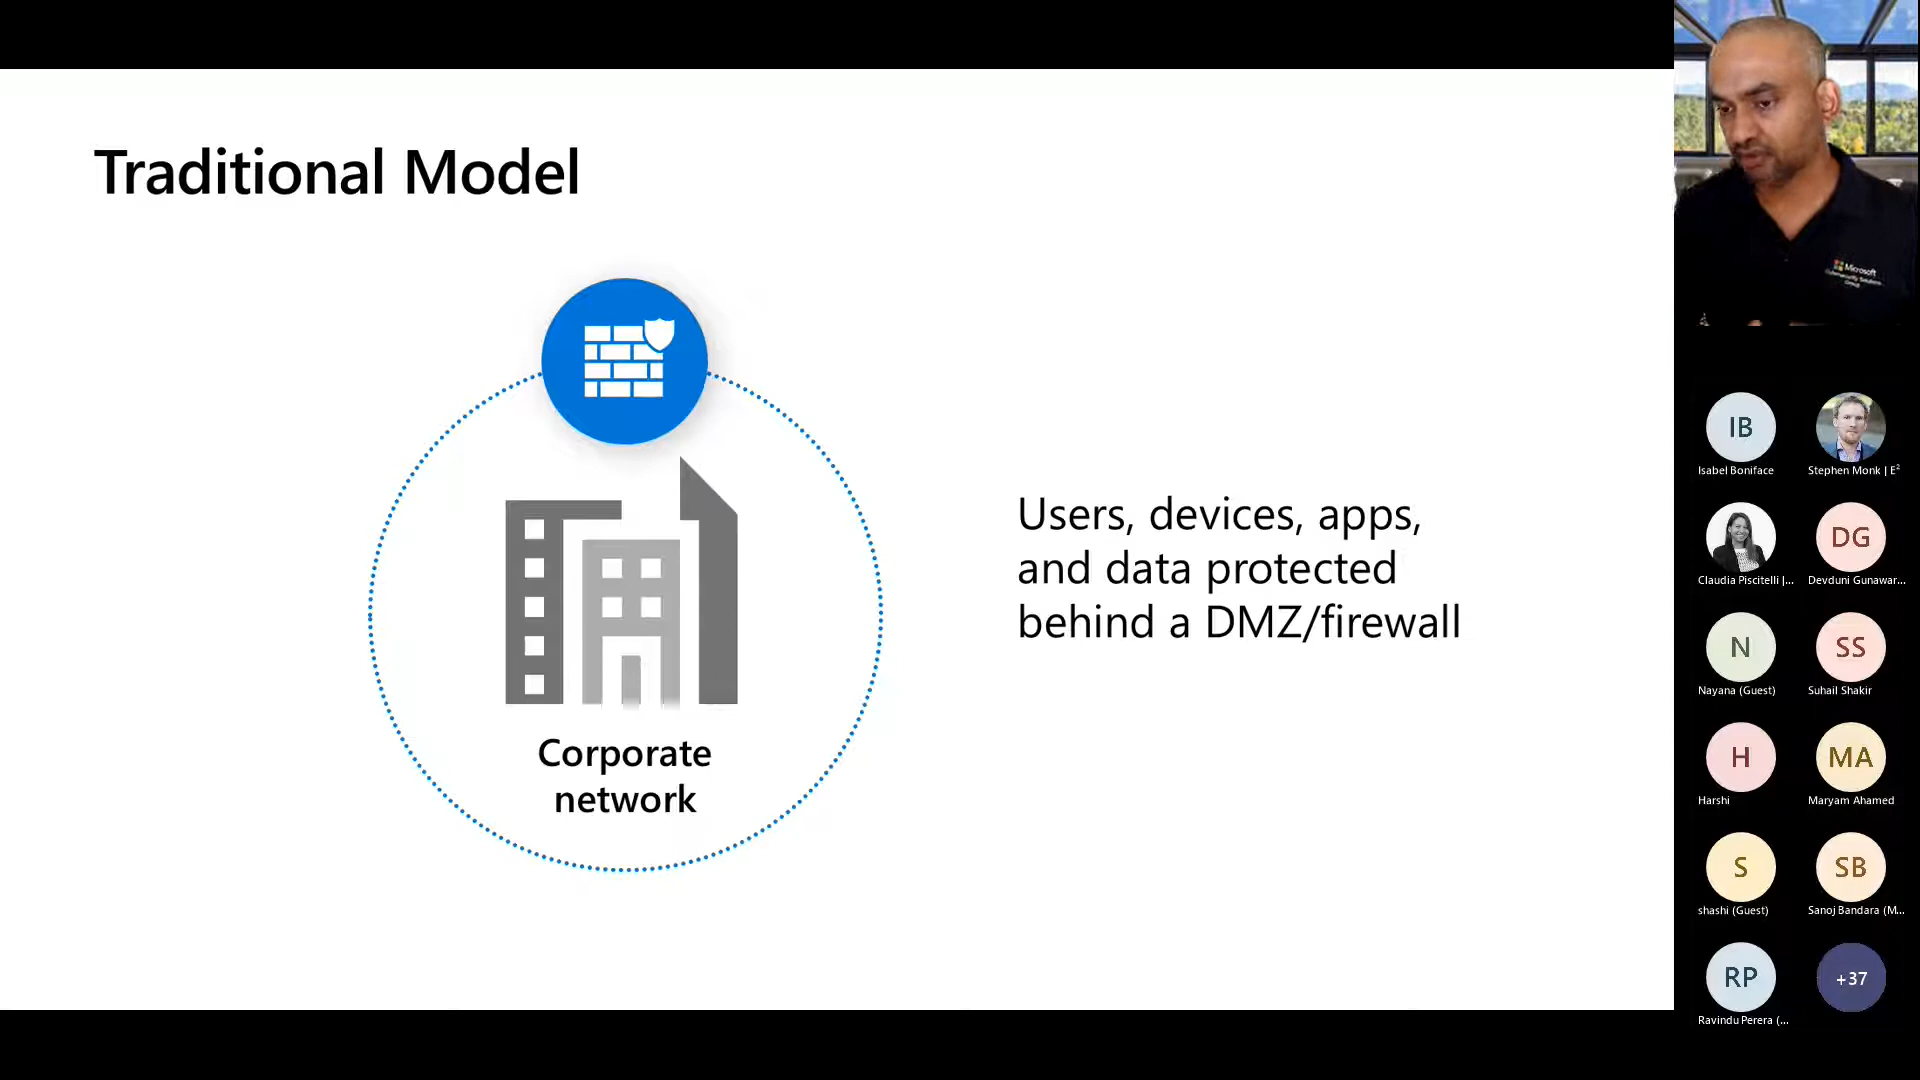 Traditional Model
Users, devices, apps,
and data protected
behind a DMZ/firewall
Corporate
network
Microsoft
IB
Isabel Boniface
Stephen Monk | E²
Claudia Piscitelli |...
DG
Devduni Gunawar...
N
Nayana (Guest)
SS
Suhail Shakir
H
Harshi
MA
Maryam Ahamed
S
shashi (Guest)
SB
Sanoj Bandara (M...
RP
Ravindu Perera (...
+37